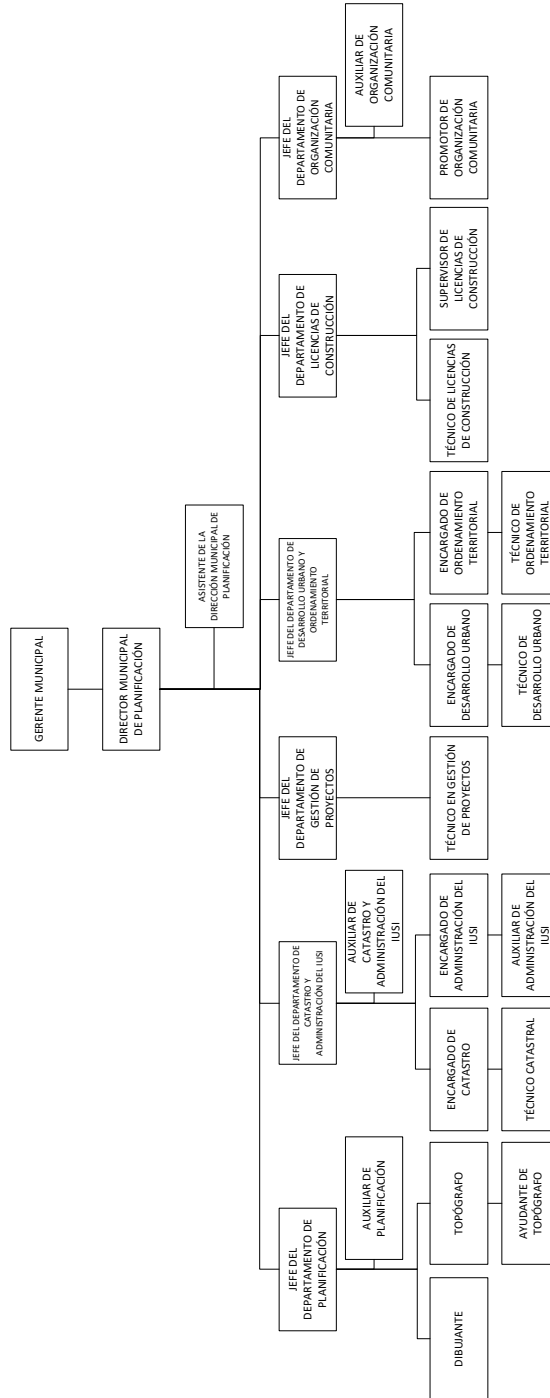 GERENTE MUNICIPAL
DIRECTOR MUNICIPAL
DE PLANIFICACIÓN
ASISTENTE DE LA
DIRECCIÓN MUNICIPAL DE
PLANIFICACIÓN
JEFE DEL
DEPARTAMENTO DE
PLANIFICACIÓN
JEFE DEL DEPARTAMENTO DE
CATASTRO Y
ADMINISTRACIÓN DEL IUSI
JEFE DEL
DEPARTAMENTO DE
GESTIÓN DE
PROYECTOS
JEFE DEL DEPARTAMENTO DE
DESARROLLO URBANO Y
ORDENAMIENTO
TERRITORIAL
JEFE DEL
DEPARTAMENTO DE
LICENCIAS DE
CONSTRUCCIÓN
JEFE DEL
DEPARTAMENTO DE
ORGANIZACIÓN
COMUNITARIA
AUXILIAR DE
PLANIFICACIÓN
AUXILIAR DE
CATASTRO Y
ADMINISTRACIÓN DEL
IUSI
AUXILIAR DE
ORGANIZACIÓN
COMUNITARIA
DIBUJANTE
TOPÓGRAFO
ENCARGADO DE
CATASTRO
ENCARGADO DE
ADMINISTRACIÓN DEL
IUSI
TÉCNICO EN GESTIÓN
DE PROYECTOS
ENCARGADO DE
DESARROLLO URBANO
ENCARGADO DE
ORDENAMIENTO
TERRITORIAL
TÉCNICO DE LICENCIAS
DE CONSTRUCCIÓN
SUPERVISOR DE
LICENCIAS DE
CONSTRUCCIÓN
PROMOTOR DE
ORGANIZACIÓN
COMUNITARIA
AYUDANTE DE
TOPÓGRAFO
TÉCNICO CATASTRAL
AUXILIAR DE
ADMINISTRACIÓN DEL
IUSI
TÉCNICO DE
DESARROLLO URBANO
TÉCNICO DE
ORDENAMIENTO
TERRITORIAL